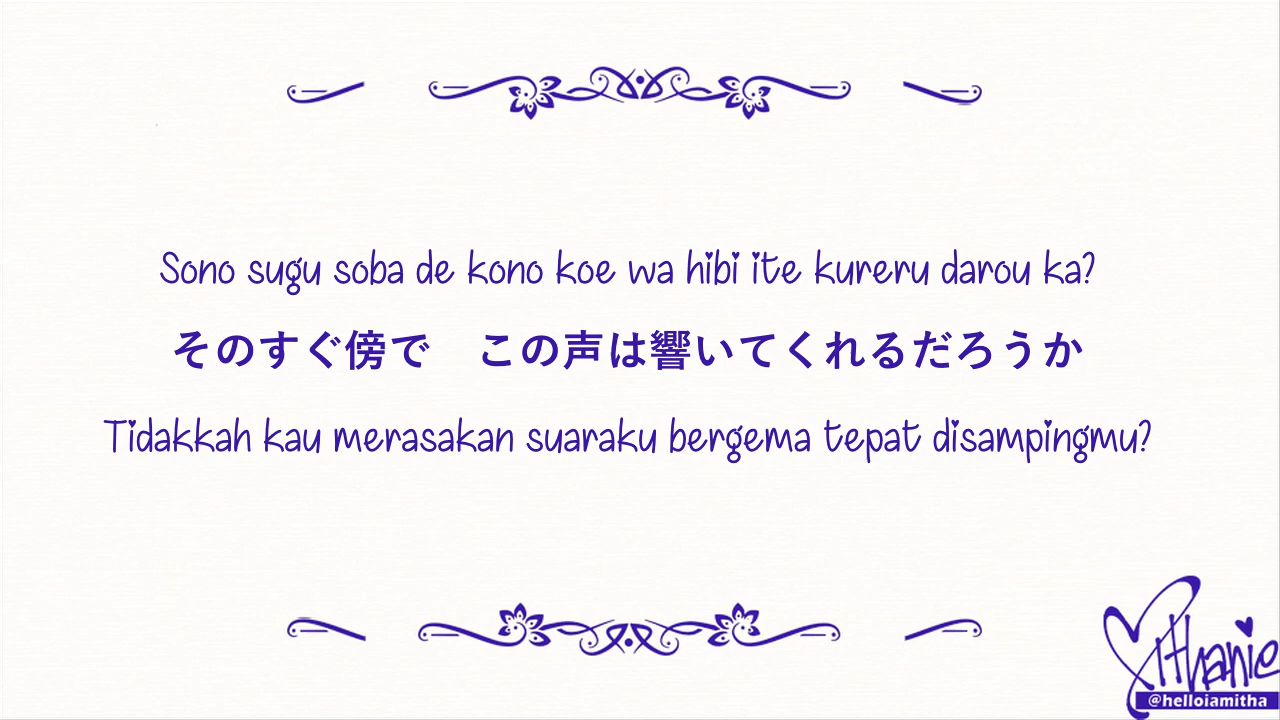 Sono sugu soba de kono koe wa hibi ite kureru darou ka?
そのすぐ傍で　この声は響いてくれるだろうか
Tidakkah kau merasakan suaraku bergema tepat disampingmu?
Mithanie
@helloiamitha